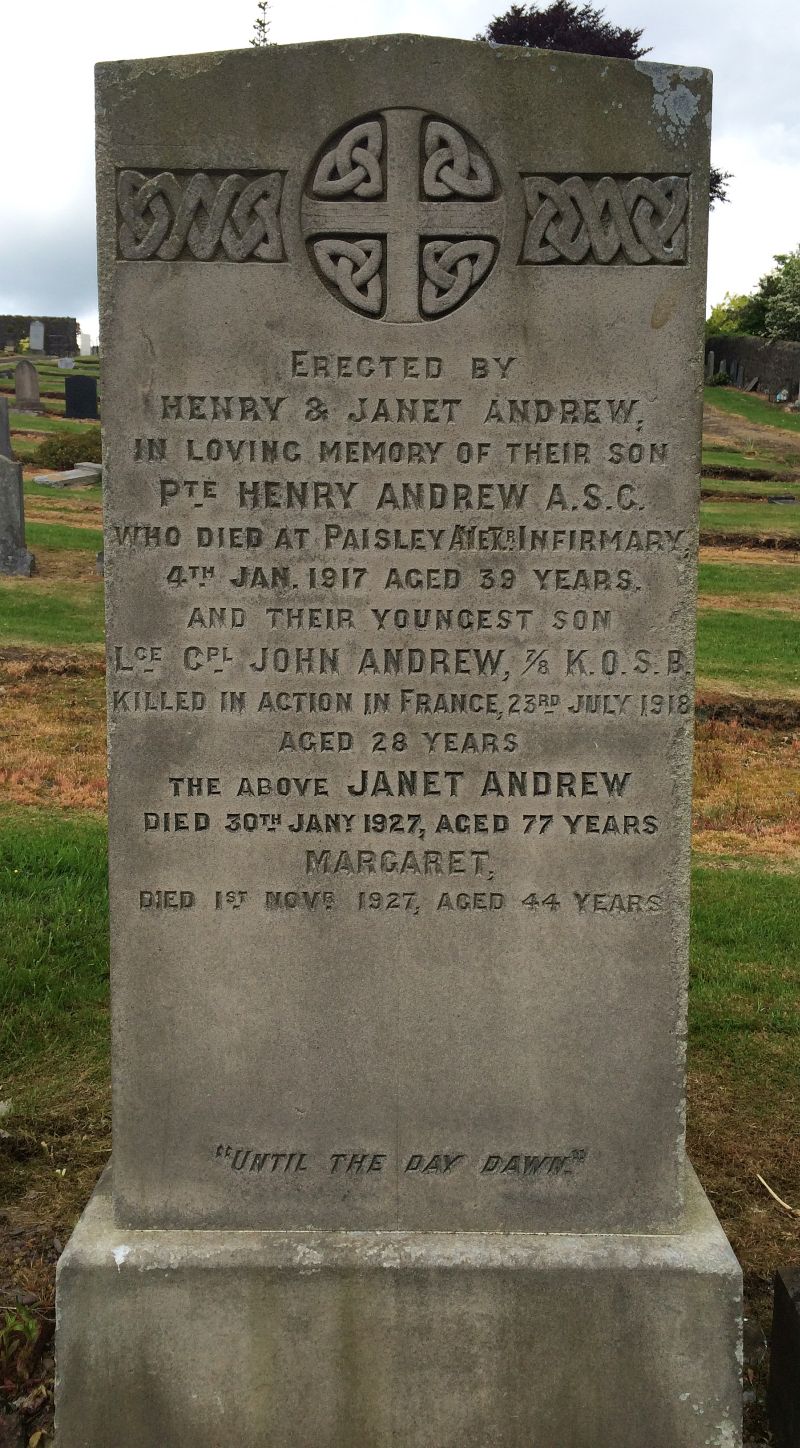 ERECTED BY
HENRY & JANET ANDREW,
IN LOVING MEMORY OF THEIR SON
PTE HENRY ANDREW A.S.C.
WHO DIED AT PAISLEY ALEXR. INFIRMARY,
4TH JAN. 1917 AGED 39 YEARS.
AND THEIR YOUNGEST SON
LCE CPL JOHN ANDREW, 7/8 K.O.S.B.
KILLED IN ACTION IN FRANCE, 23RD JULY 1918
AGED 28 YEARS
THE ABOVE JANET ANDREW
DIED 30TH JANY 1927, AGED 77 YEARS
MARGARET,
DIED 1ST NOVR 1927, AGED 44 YEARS
"UNTIL THE DAY DAWN."